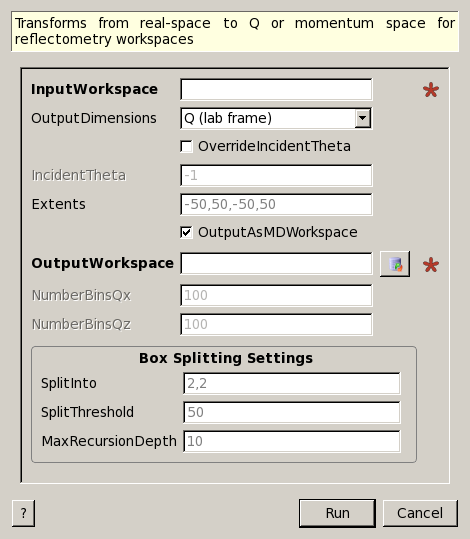 Transforms from real-space to Q or momentum space for
reflectometry workspaces
InputWorkspace
OutputDimensions Q (lab frame)
OverrideIncidentTheta
IncidentTheta -1
Extents -50,50,-50,50
OutputAsMDWorkspace
OutputWorkspace
NumberBinsQx 100
NumberBinsQz 100
Box Splitting Settings
SplitInto 2,2
SplitThreshold 50
MaxRecursionDepth 10
? Run Cancel